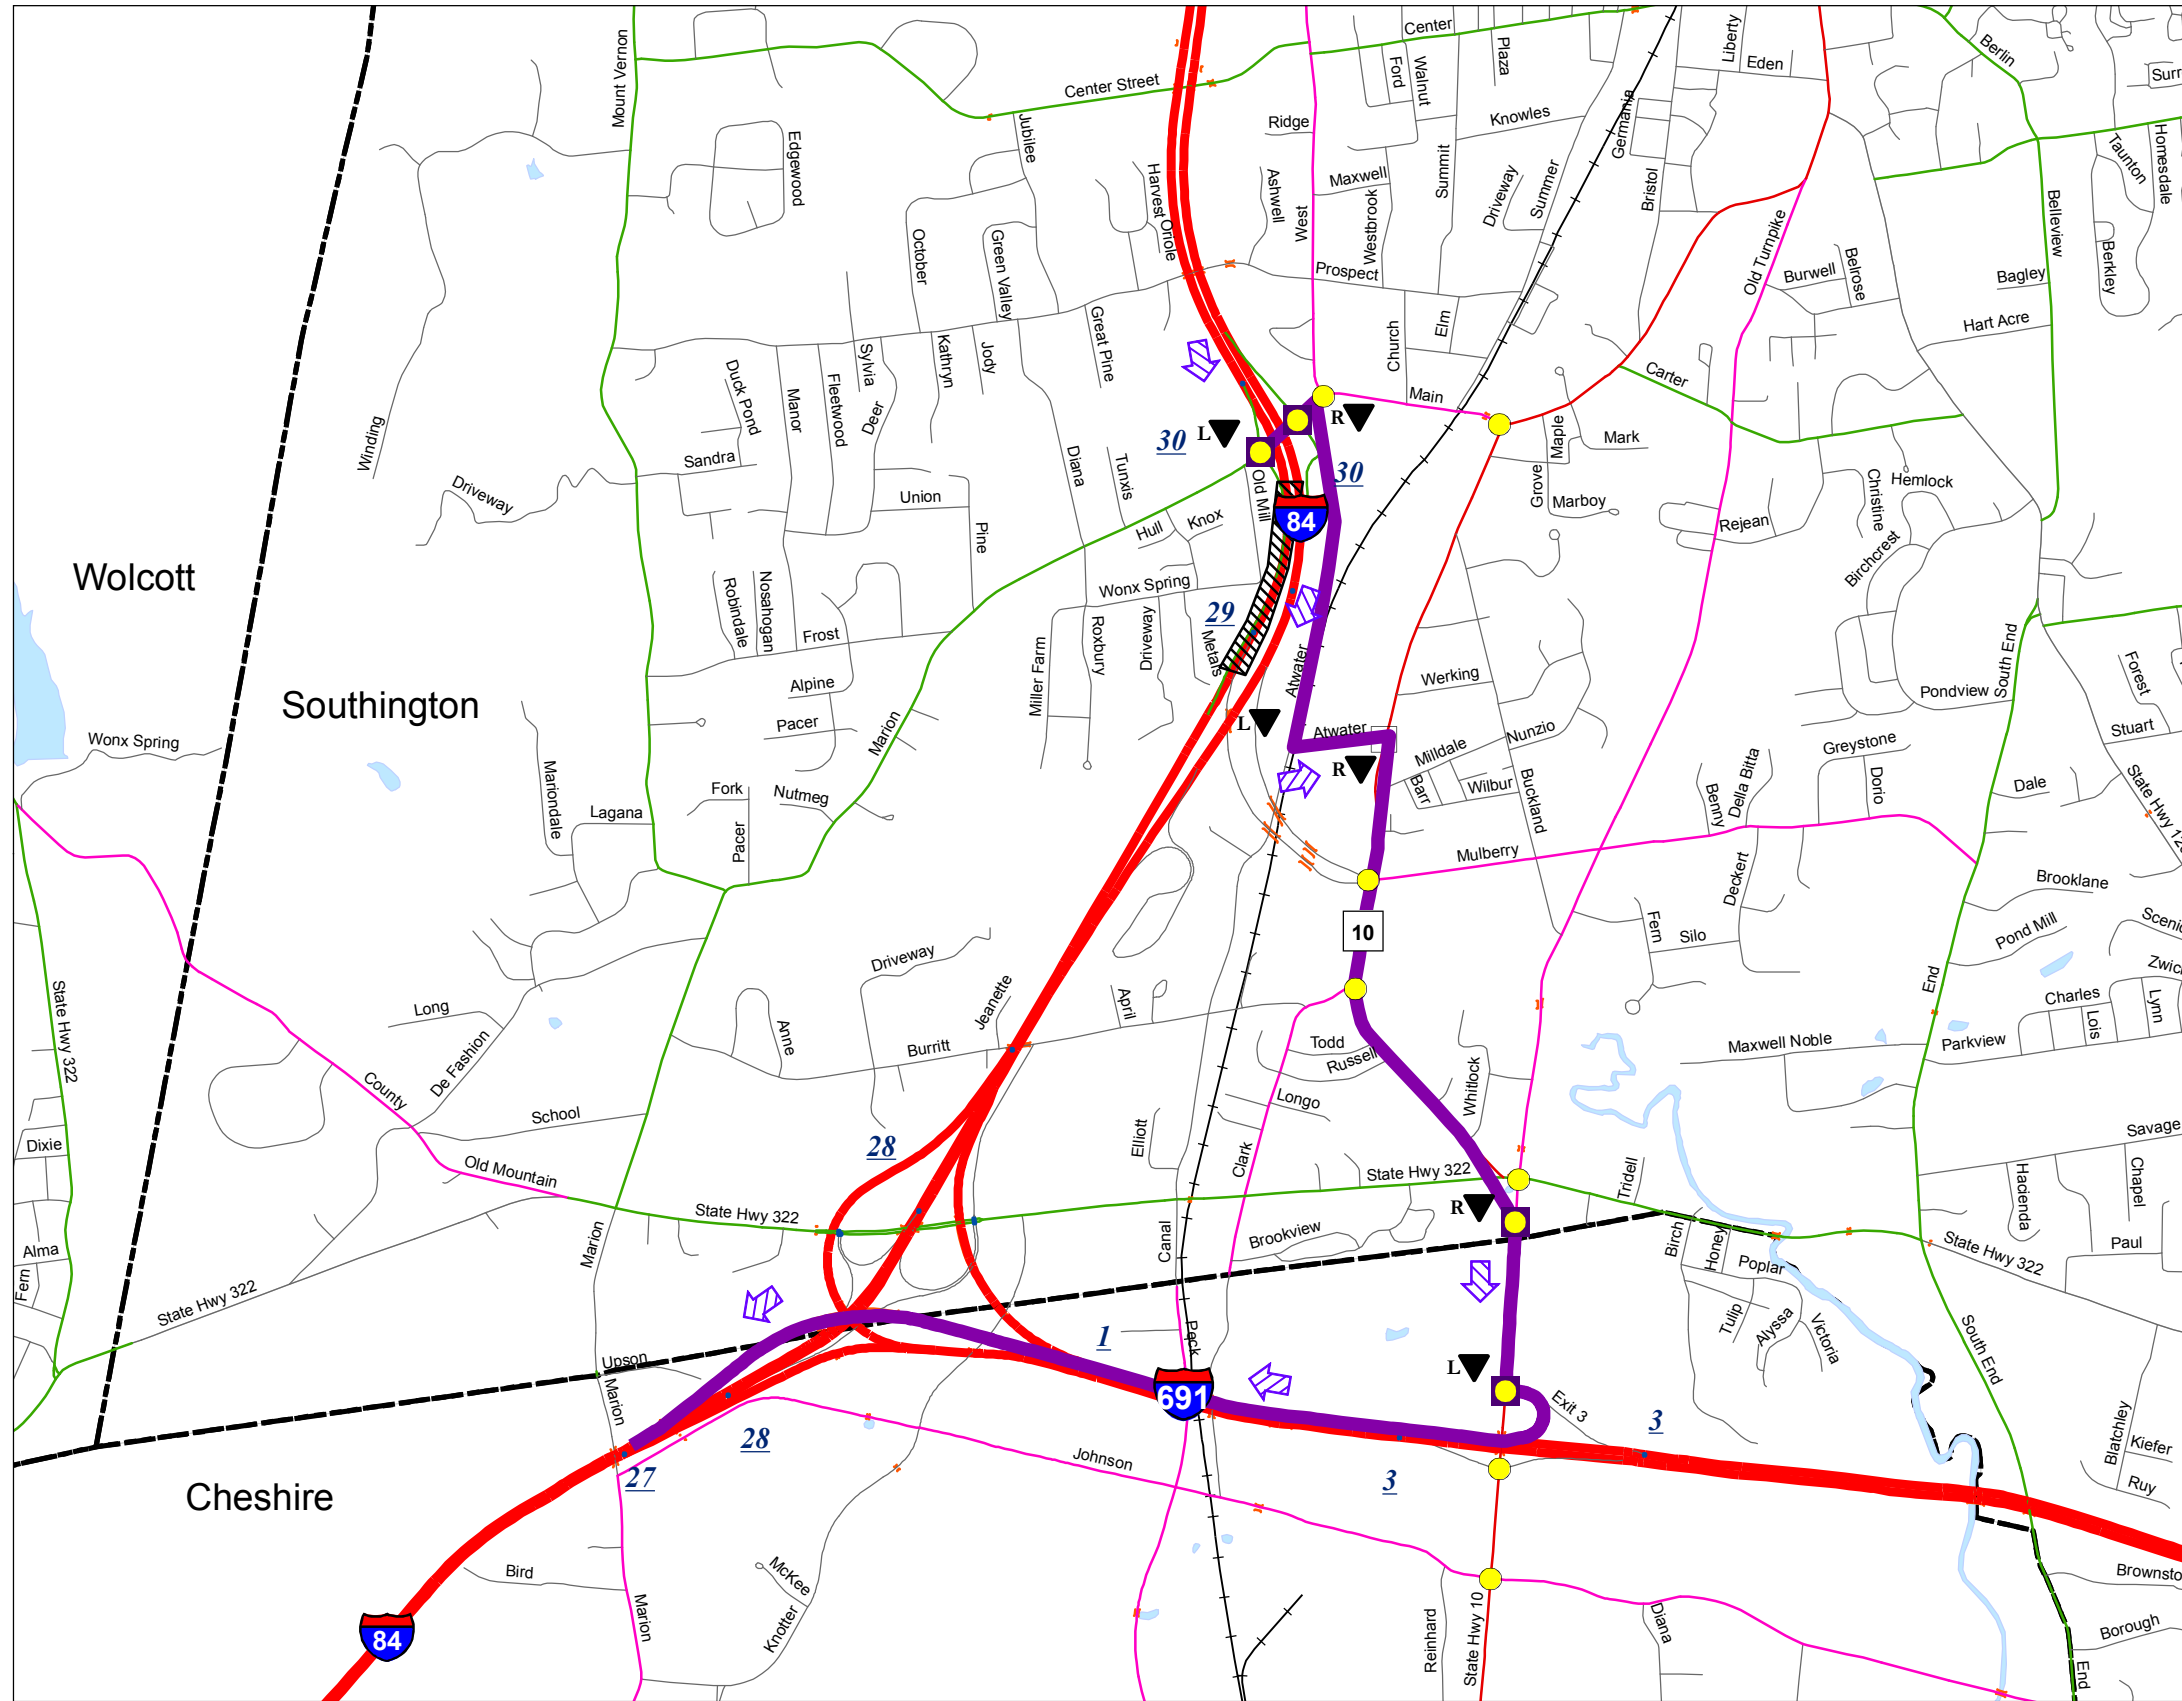 Mount Vernon
Center
Plaza
Liberty
Eden
Berlin
Ford
Walnut
Center Street
Jubilee
Edgewood
Ridge
Knowles
Germania
Taunton
Homesdale
Harvest
Oriole
Ashwell
West
Maxwell
Westbrook
Summit
Driveway
Summer
Bristol
Old Turnpike
Belleview
Berkley
October
Green Valley
Prospect
Burwell
Belrose
Bagley
Hart Acre
Great Pine
Church
Elm
Duck Pond
Manor
Fleetwood
Sylvia
Deer
Kathryn
Jody
Main
Carter
Winding
30
L
R
30
Maple
Mark
Grove
Marboy
Sandra
Driveway
Union
Pine
Diana
Tunxis
Hull
Knox
Old Mill
84
Rejean
Christine
Hemlock
Birchcrest
Wolcott
Robindale
Nosahogan
Frost
Wonx Spring
29
Miller Farm
Roxbury
Driveway
Metals
Atwater
Werking
South End
Forest
Pondview
Stuart
Southington
Alpine
Pacer
Marion
L
Atwater
R
Milldale
Nunzio
Barr
Wilbur
Buckland
Greystone
Dorio
Della Bitta
Berny
Dale
State Hwy 12
Wonx Spring
Mariondale
Lagana
Fork
Nutmeg
Pacer
Mulberry
Deckert
Brooklane
Pond Mill
Scenic
10
Fern
Silo
Driveway
Jeanette
April
End
Zwic
Charles
Lois
Lynn
State Hwy 322
Long
De Fashion
Anne
Burritt
Todd
Russell
Whitlock
Maxwell Noble
Parkview
County
School
Longo
Dixie
28
Elliott
Clark
Savage
Old Mountain
State Hwy 322
State Hwy 322
R
Tridell
Hacienda
Chapel
Alma
Fern
State Hwy 322
Marion
Canal
Brookview
Birch
Honey
Poplar
State Hwy 322
Paul
Tulip
Alyssa
Victoria
1
Peck
Upson
Marion
691
L
Exit 3
3
South End
Blatchley
Kiefer
Ruy
28
27
Johnson
3
Cheshire
Bird
McKee
Knotter
Marion
84
Reinhard
State Hwy 10
Diana
Brownsto
Borough
End
Surr